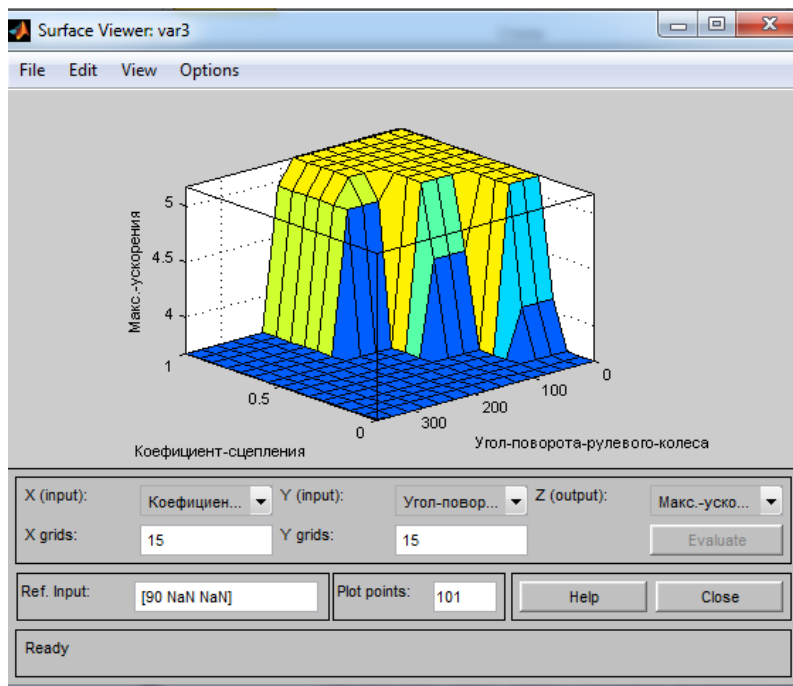 Surface Viewer: var3
File Edit View Options
Макс.-ускорения
5
4.5
4
1
0.5
0
Коефициент-сцепления
300
200
100
0
Угол-поворота-рулевого-колеса
X (input): Коефициен... Y (input): Угол-повор... Z (output): Макс.-уско...
X grids: 15 Y grids: 15 Evaluate
Ref. Input: [90 NaN NaN] Plot points: 101 Help Close
Ready